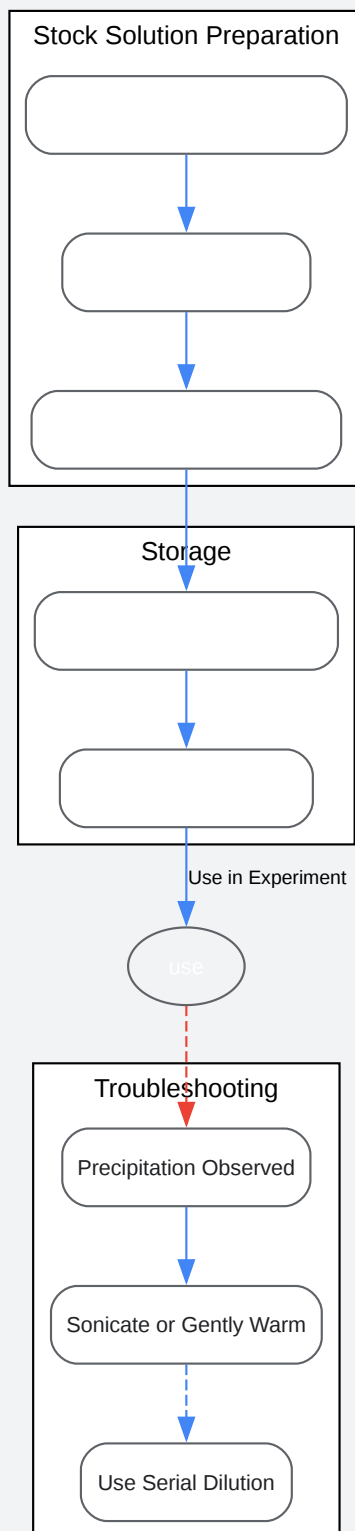 Stock Solution Preparation
Storage
Use in Experiment
use
Troubleshooting
Precipitation Observed
Sonicate or Gently Warm
Use Serial Dilution